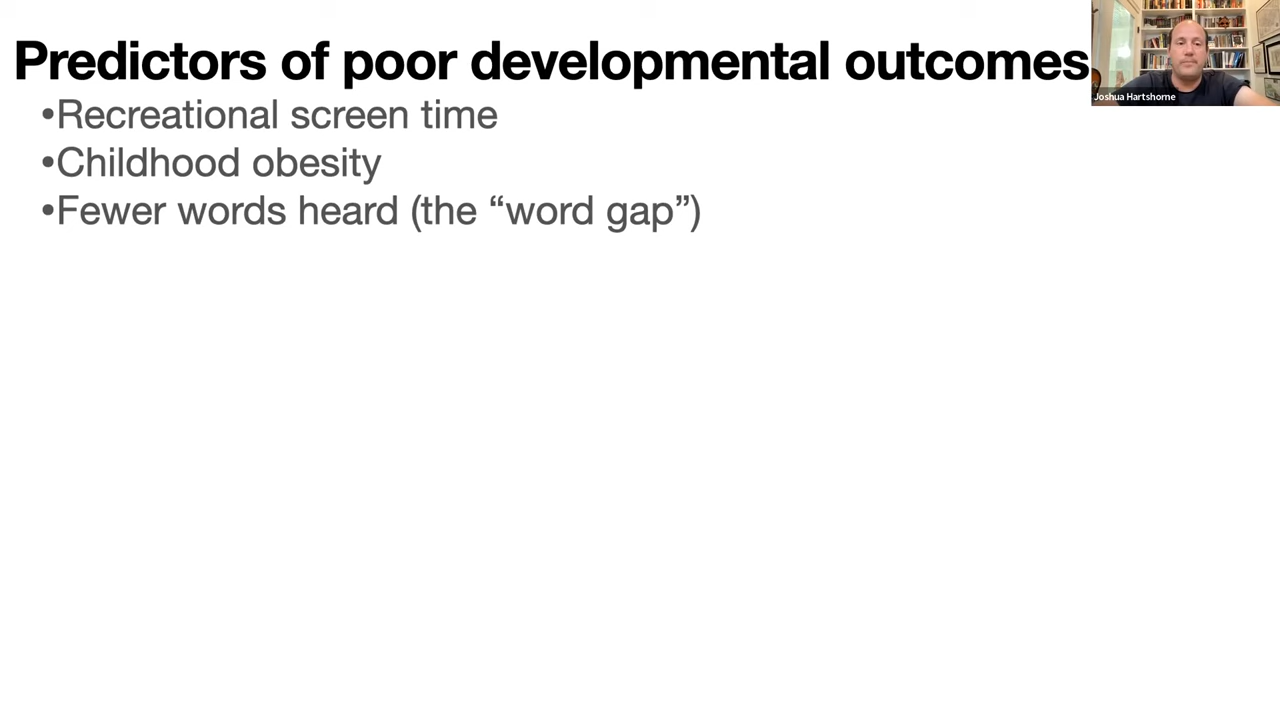 Predictors of poor developmental outcomes
•Recreational screen time
•Childhood obesity
•Fewer words heard (the “word gap”)
Joshua Hartshorne